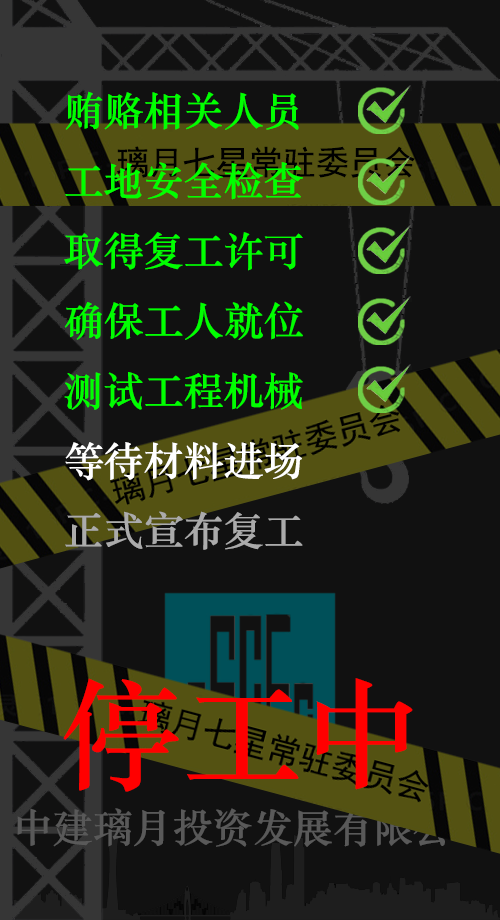 贿赂相关人员
璃月七星常驻委员会
工地安全检查
取得复工许可
确保工人就位
测试工程机械
璃月七星常驻委员会
等待材料进场
正式宣布复工
停工中
璃月七星常驻委员会
中建璃月投资发展有限公